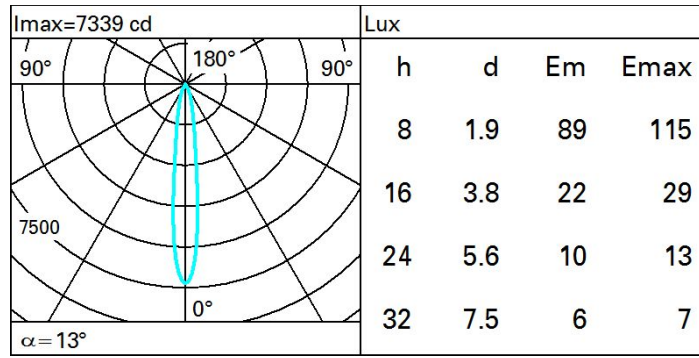 Imax=7339 cd
Lux
90°
180°
90°
7500
0°
α=13°
h d Em Emax
8 1.9 89 115
16 3.8 22 29
24 5.6 10 13
32 7.5 6 7